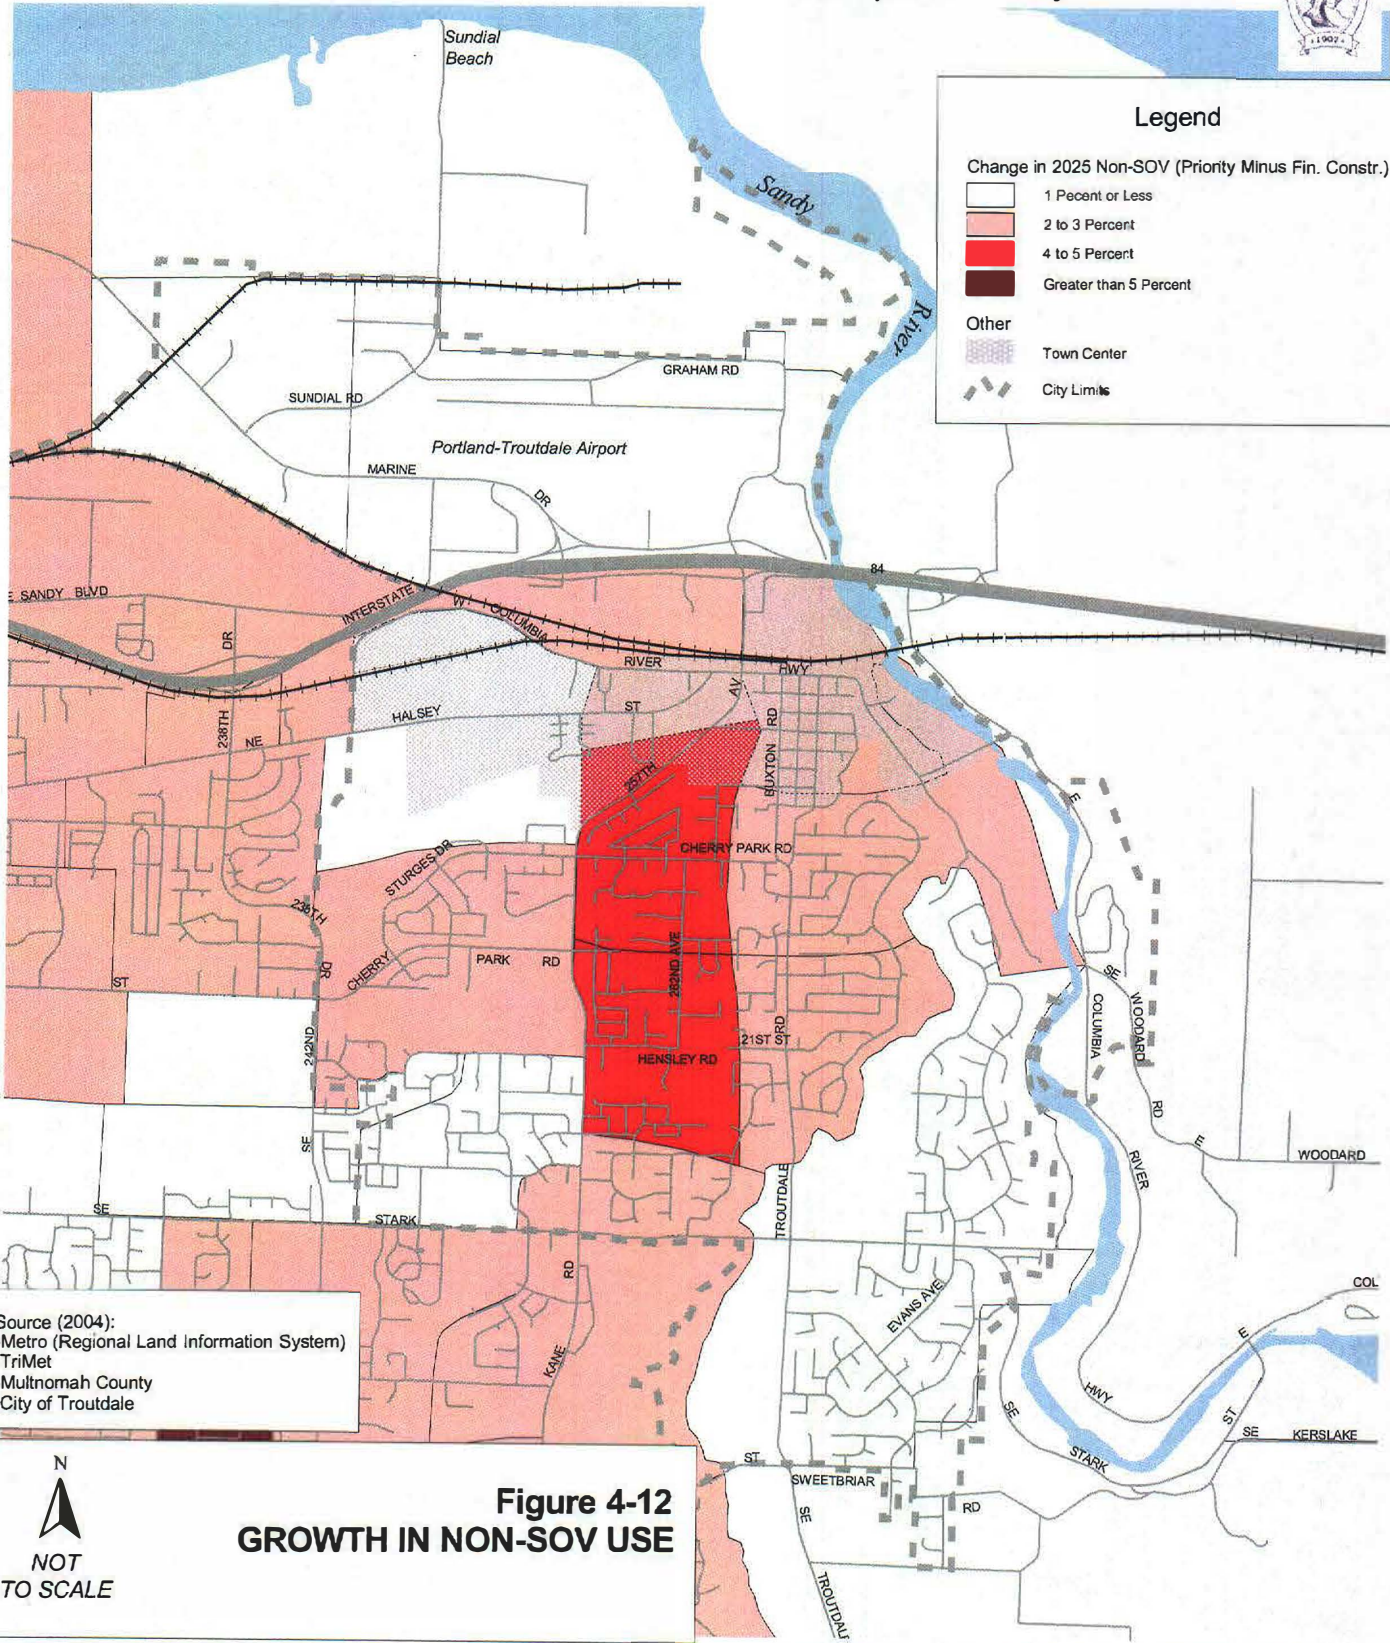 Sundial
Beach
1907
Legend
Change in 2025 Non-SOV (Priority Minus Fin. Constr.)
1 Pecent or Less
2 to 3 Percent
4 to 5 Percent
Greater than 5 Percent
Other
Town Center
City Limits
Sandy
River
GRAHAM RD
SUNDIAL RD
Portland-Troutdale Airport
MARINE
DR
84
E SANDY BLVD
INTERSTATE
W
COLUMBIA
DR
RIVER
HWY
AV
ST
RD
HALSEY
238TH
NE
257TH
BUXTON
E
CHERRY PARK RD
STURGES DR
238TH
DR
CHERRY
PARK
RD
262ND AVE
ST
SE
WOODARD
COLUMBIA
242ND
RD
21ST ST
HENSLEY RD
RD
SE
E
WOODARD
RIVER
TROUTDALE
SE
STARK
RD
EVANS AVE
COL
E
KANE
HWY
SE
ST
SE
KERSLAKE
STARK
ST
SWEETBRIAR
RD
SE
TROUTDAL
Source (2004):
Metro (Regional Land Information System)
TriMet
Multnomah County
City of Troutdale
N
NOT
TO SCALE
Figure 4-12
GROWTH IN NON-SOV USE